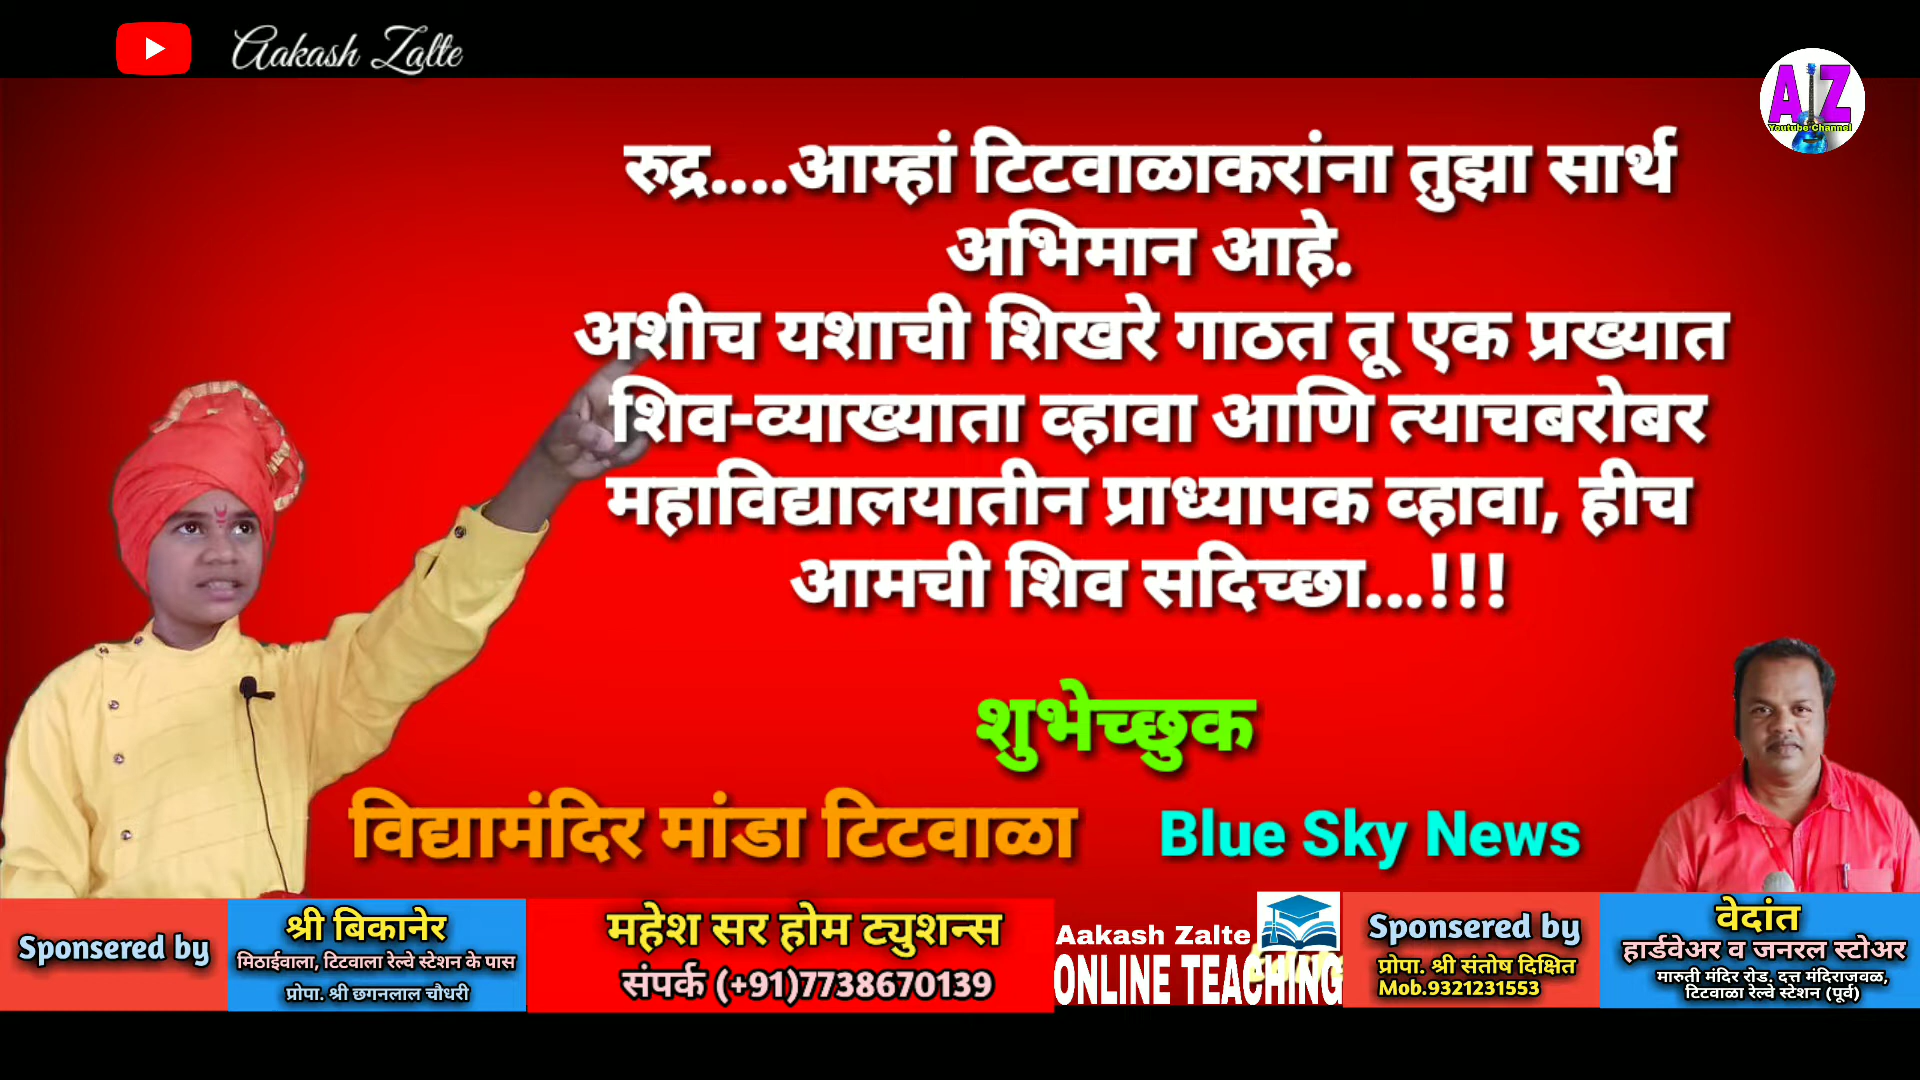 Aakash Zalte
A Z
Youtube Channel
रुद्र....आम्हां टिटवाळाकरांना तुझा सार्थ
अभिमान आहे.
अशीच यशाची शिखरे गाठत तू एक प्रख्यात
शिव-व्याख्याता व्हावा आणि त्याचबरोबर
महाविद्यालयातीन प्राध्यापक व्हावा, हीच
आमची शिव सदिच्छा...!!!
शुभेच्छुक
विद्यामंदिर मांडा टिटवाळा
Blue Sky News
Sponsered by
श्री बिकानेर
मिठाईवाला, टिटवाला रेल्वे स्टेशन के पास
प्रोपा. श्री छगनलाल चौधरी
महेश सर होम ट्युशन्स
संपर्क (+91)7738670139
Aakash Zalte
ONLINE TEACHING
Sponsered by
प्रोपा. श्री संतोष दिक्षित
Mob.9321231553
वेदांत
हार्डवेअर व जनरल स्टोअर
मारुती मंदिर रोड. दत्त मंदिराजवळ,
टिटवाळा रेल्वे स्टेशन (पूर्व)